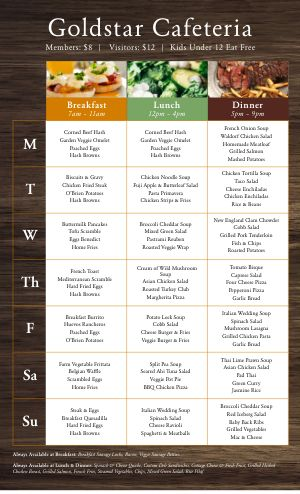 Goldstar Cafeteria
Members: $8 | Visitors: $12 | Kids Under 12 Eat Free
Breakfast
7am - 11am
Lunch
12pm - 4pm
Dinner
5pm - 9pm
M
Corned Beef Hash
Garden Veggie Omelet
Poached Eggs
Hash Browns
Corned Beef Hash
Garden Veggie Omelet
Poached Eggs
Hash Browns
French Onion Soup
Waldorf Chicken Salad
Homemade Meatloaf
Grilled Salmon
Mashed Potatoes
T
Biscuits & Gravy
Chicken Fried Steak
O'Brien Potatoes
Hash Browns
Chicken Noodle Soup
Fuji Apple & Butterleaf Salad
Pasta Primavera
Chicken Strips & Fries
Chicken Tortilla Soup
Taco Salad
Cheese Enchiladas
Chicken Enchiladas
Rice & Beans
W
Buttermilk Pancakes
Tofu Scramble
Eggs Benedict
Home Fries
Broccoli Cheddar Soup
Mixed Green Salad
Pastrami Reuben
Roasted Veggie Wrap
New England Clam Chowder
Cobb Salad
Grilled Pork Tenderloin
Fish & Chips
Roasted Potatoes
Th
French Toast
Mediterranean Scramble
Hard Fried Eggs
Hash Browns
Cream of Wild Mushroom
Soup
Asian Chicken Salad
Roasted Turkey Club
Margherita Pizza
Tomato Bisque
Caprese Salad
Four Cheese Pizza
Pepperoni Pizza
Garlic Bread
F
Breakfast Burrito
Huevos Rancheros
Poached Eggs
O'Brien Potatoes
Potato Leek Soup
Cobb Salad
Cheese Burger & Fries
Veggie Burger & Fries
Italian Wedding Soup
Spinach Salad
Mushroom Lasagna
Grilled Chicken Pasta
Garlic Bread
Sa
Farm Vegetable Frittata
Belgian Waffle
Scrambled Eggs
Home Fries
Split Pea Soup
Seared Ahi Tuna Salad
Veggie Pot Pie
BBQ Chicken Pizza
Thai Lime Prawn Soup
Asian Chicken Salad
Pad Thai
Green Curry
Jasmine Rice
Su
Steak & Eggs
Breakfast Quesadilla
Hard Fried Eggs
Hash Browns
Italian Wedding Soup
Spinach Salad
Cheese Ravioli
Spaghetti & Meatballs
Broccoli Cheddar Soup
Red Iceberg Salad
Baby Back Ribs
Grilled Vegetables
Mac & Cheese
Always Available at Breakfast: Breakfast Sausage Links, Bacon, Veggie Sausage Patties
Always Available at Lunch & Dinner: Spinach & Cheese Quiche, Custom Deli Sandwiches, Cottage Cheese & Fresh Fruit, Grilled Herbed
Chicken Breast, Grilled Salmon, French Fries, Steamed Vegetables, Chips, Mixed Green Salad, Rice Pilaf